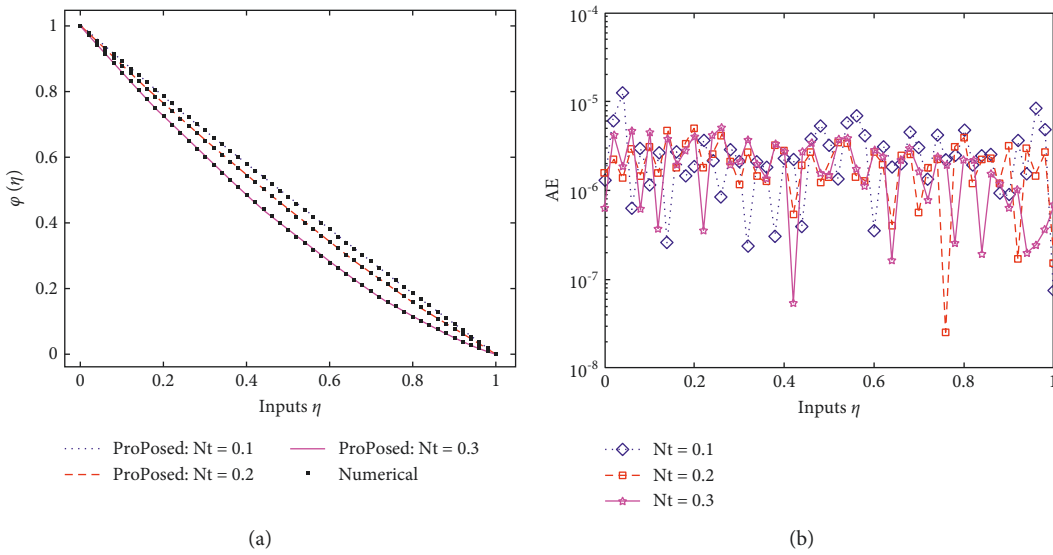 1
0.8
0.6
0.4
0.2
0
φ (η)
0 0.2 0.4 0.6 0.8 1
Inputs η
ProPosed: Nt = 0.1
ProPosed: Nt = 0.2
ProPosed: Nt = 0.3
Numerical
(a)
10⁻⁴
10⁻⁵
10⁻⁶
10⁻⁷
10⁻⁸
AE
0 0.2 0.4 0.6 0.8 1
Inputs η
Nt = 0.1
Nt = 0.2
Nt = 0.3
(b)